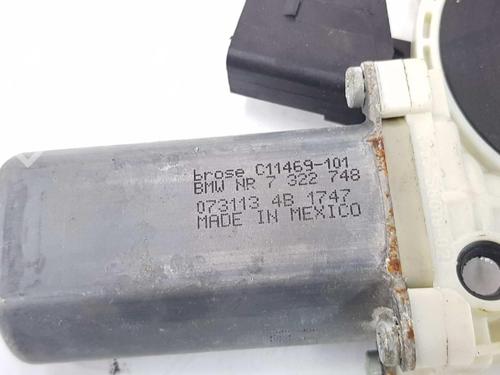 brose C11469-101
BMW NR 7 322 748
073113 4B 1747
MADE IN MEXICO